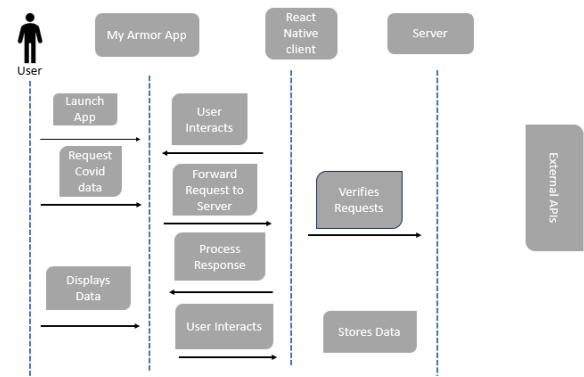 User
My Armor App
React
Native
client
Server
Launch
App
User
Interacts
Request
Covid
data
Forward
Request to
Server
Verifies
Requests
External APIs
Process
Response
Displays
Data
User Interacts
Stores Data